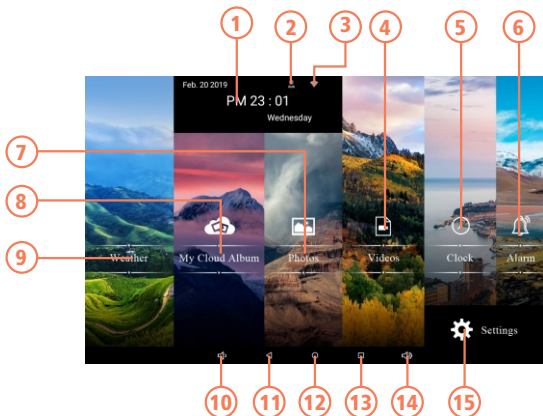 1 2 3 4 5 6
Feb. 20 2019
PM 23 : 01
Wednesday
7
8
9
Weather My Cloud Album Photos Videos Clock Alarm
Settings
10 11 12 13 14 15